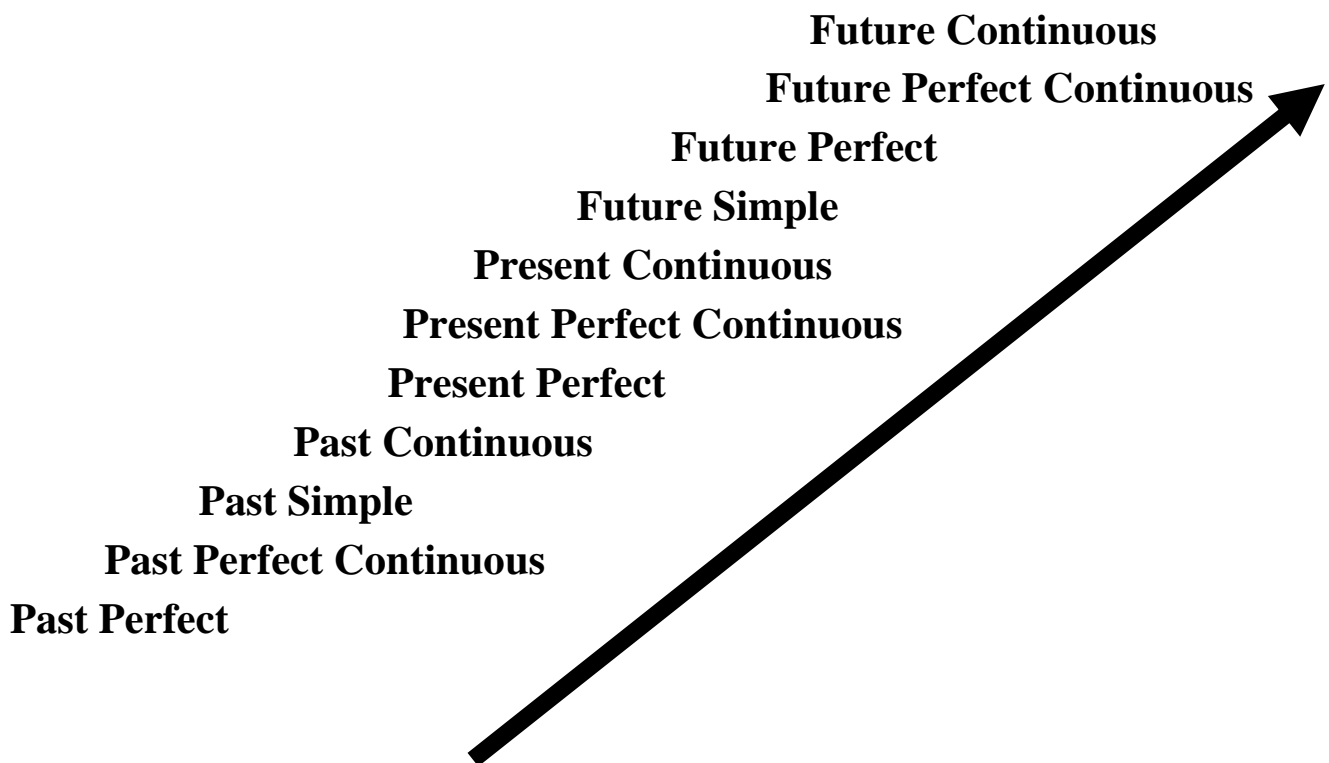 Future Continuous
Future Perfect Continuous
Future Perfect
Future Simple
Present Continuous
Present Perfect Continuous
Present Perfect
Past Continuous
Past Simple
Past Perfect Continuous
Past Perfect